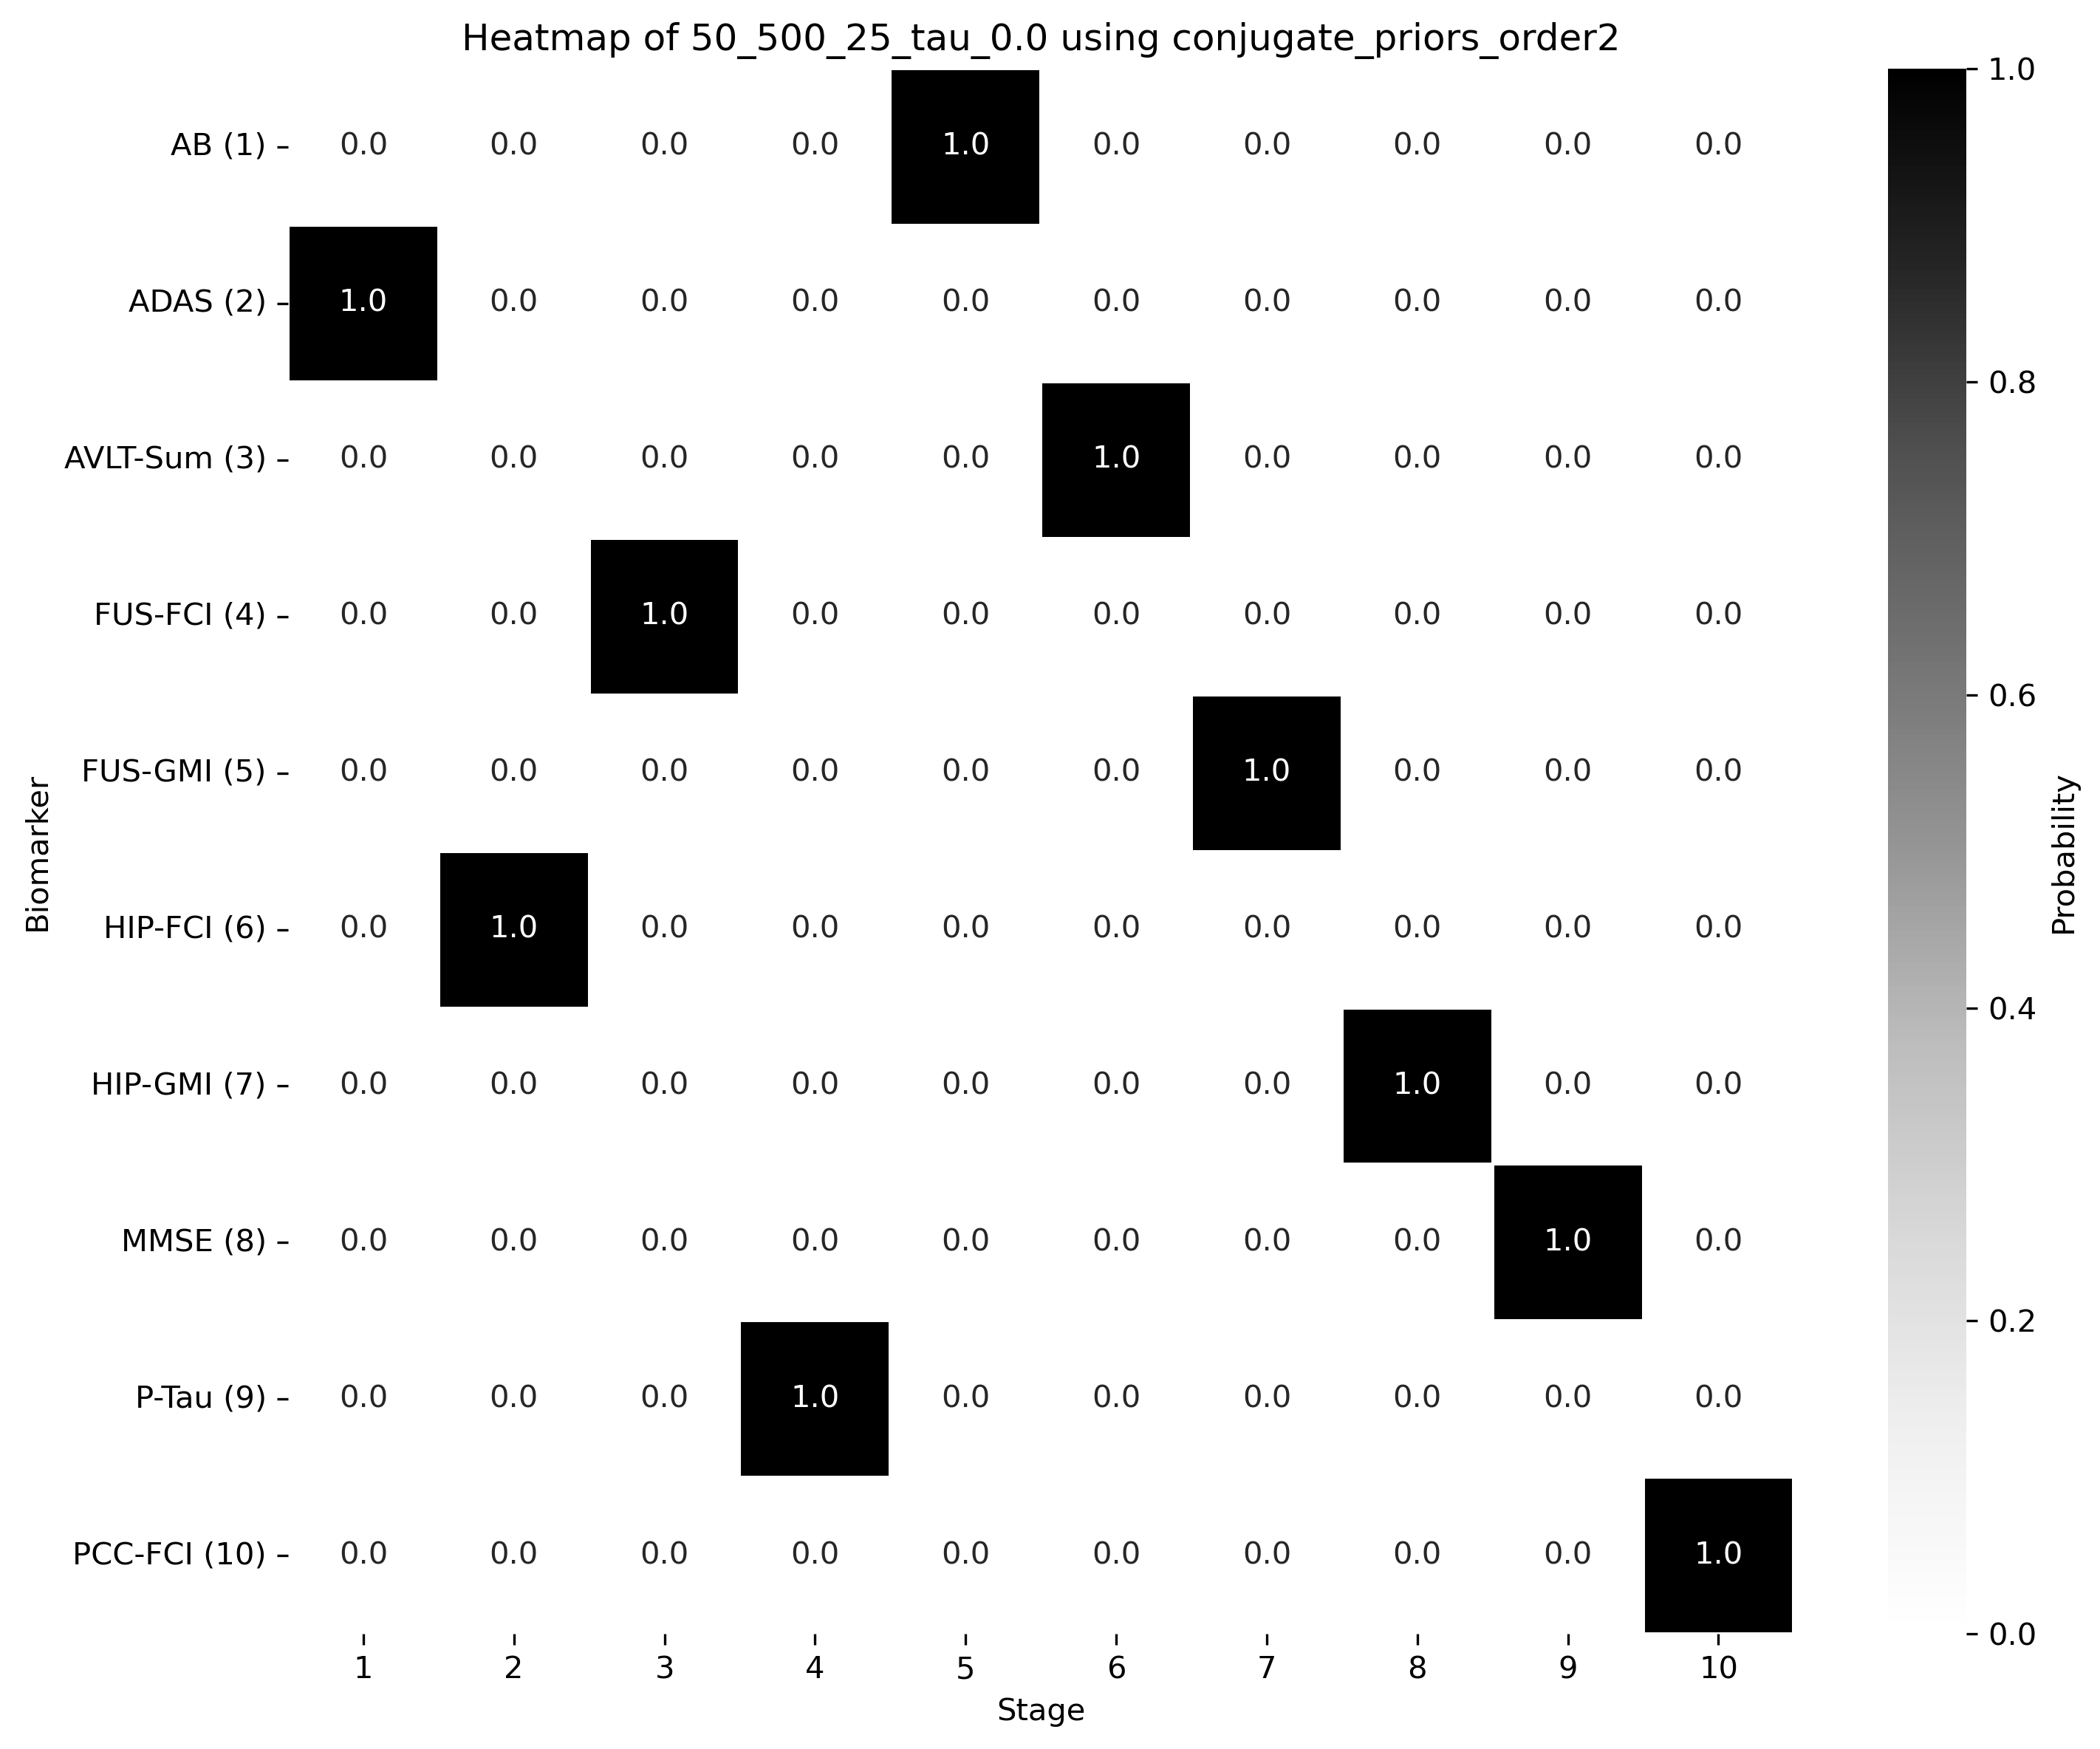 Heatmap of 50_500_25_tau_0.0 using conjugate_priors_order2
AB (1) 0.0 0.0 0.0 0.0 1.0 0.0 0.0 0.0 0.0 0.0
ADAS (2) 1.0 0.0 0.0 0.0 0.0 0.0 0.0 0.0 0.0 0.0
AVLT-Sum (3) 0.0 0.0 0.0 0.0 0.0 1.0 0.0 0.0 0.0 0.0
FUS-FCI (4) 0.0 0.0 1.0 0.0 0.0 0.0 0.0 0.0 0.0 0.0
FUS-GMI (5) 0.0 0.0 0.0 0.0 0.0 0.0 1.0 0.0 0.0 0.0
HIP-FCI (6) 0.0 1.0 0.0 0.0 0.0 0.0 0.0 0.0 0.0 0.0
HIP-GMI (7) 0.0 0.0 0.0 0.0 0.0 0.0 0.0 1.0 0.0 0.0
MMSE (8) 0.0 0.0 0.0 0.0 0.0 0.0 0.0 0.0 1.0 0.0
P-Tau (9) 0.0 0.0 0.0 1.0 0.0 0.0 0.0 0.0 0.0 0.0
PCC-FCI (10) 0.0 0.0 0.0 0.0 0.0 0.0 0.0 0.0 0.0 1.0
1 2 3 4 5 6 7 8 9 10
Stage
Biomarker
1.0
0.8
0.6
0.4
0.2
0.0
Probability